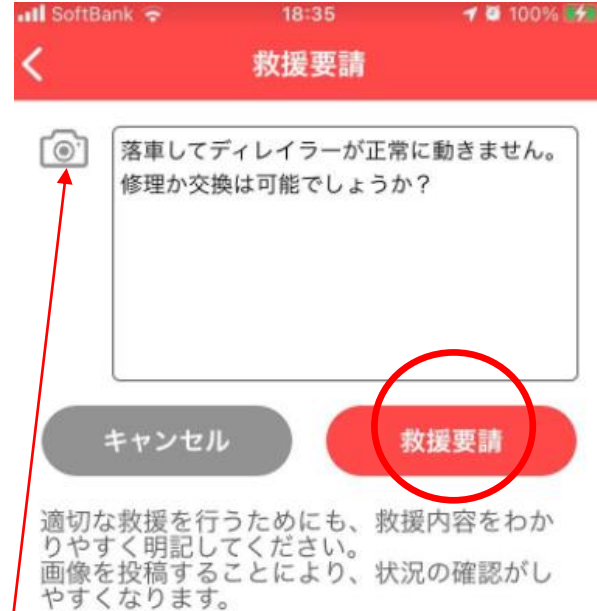 SoftBank 18:35 100%
救援要請
落車してディレイラーが正常に動きません。
修理か交換は可能でしょうか？
キャンセル 救援要請
適切な救援を行うためにも、救援内容をわか
りやすく明記してください。
画像を投稿することにより、状況の確認がし
やすくなります。